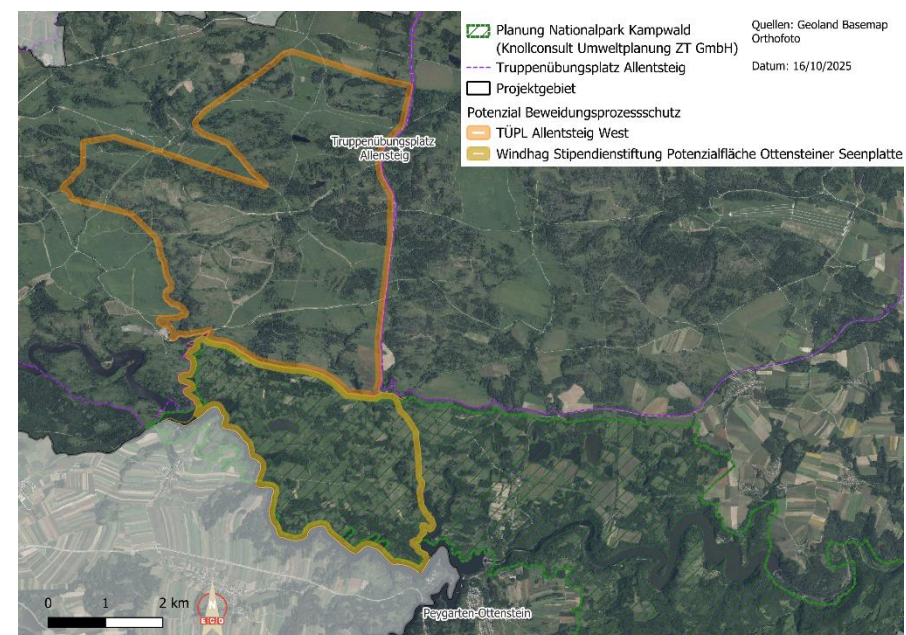 Planung Nationalpark Kampwald
(Knollconsult Umweltplanung ZT GmbH)
Truppenübungsplatz Allentsteig
Projektgebiet
Potenzial Beweidungsprozessschutz
TÜPL Allentsteig West
Windhag Stipendienstiftung Potenzialfläche Ottensteiner Seenplatte
Quellen: Geoland Basemap
Orthofoto
Datum: 16/10/2025
Truppenübungsplatz
Allensteig
Peygarten-Ottenstein
0 1 2 km
N
E C O